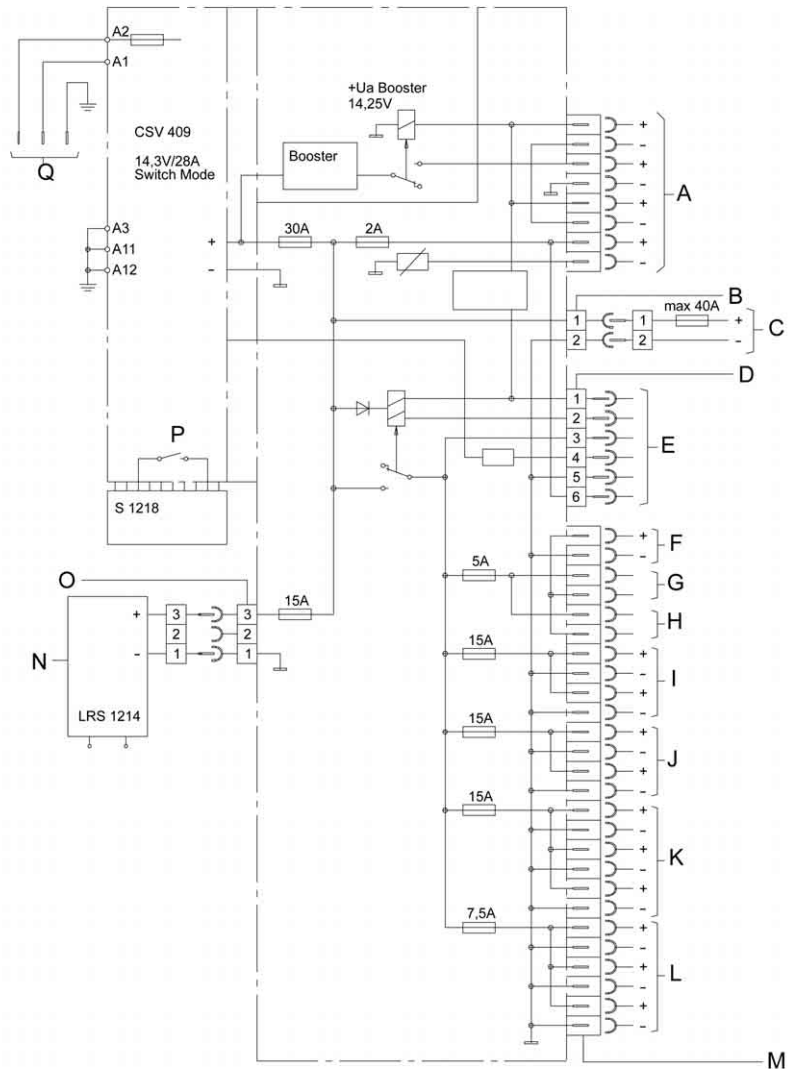 A2
A1
CSV 409
14,3V/28A
Switch Mode
Q
A3
A11
A12
+
-
+Ua Booster
14,25V
Booster
30A
2A
+
-
+
-
+
-
+
-
A
B
1 1 max 40A +
2 2 -
C
D
1
2
3
4
5
6
E
P
S 1218
O
+ 3 3 15A
2 2
- 1 1
N
LRS 1214
+
-
F
5A
G
H
15A
+
-
+
-
I
15A
+
-
+
-
J
15A
+
-
+
-
+
-
K
7,5A
+
-
+
-
+
-
L
M